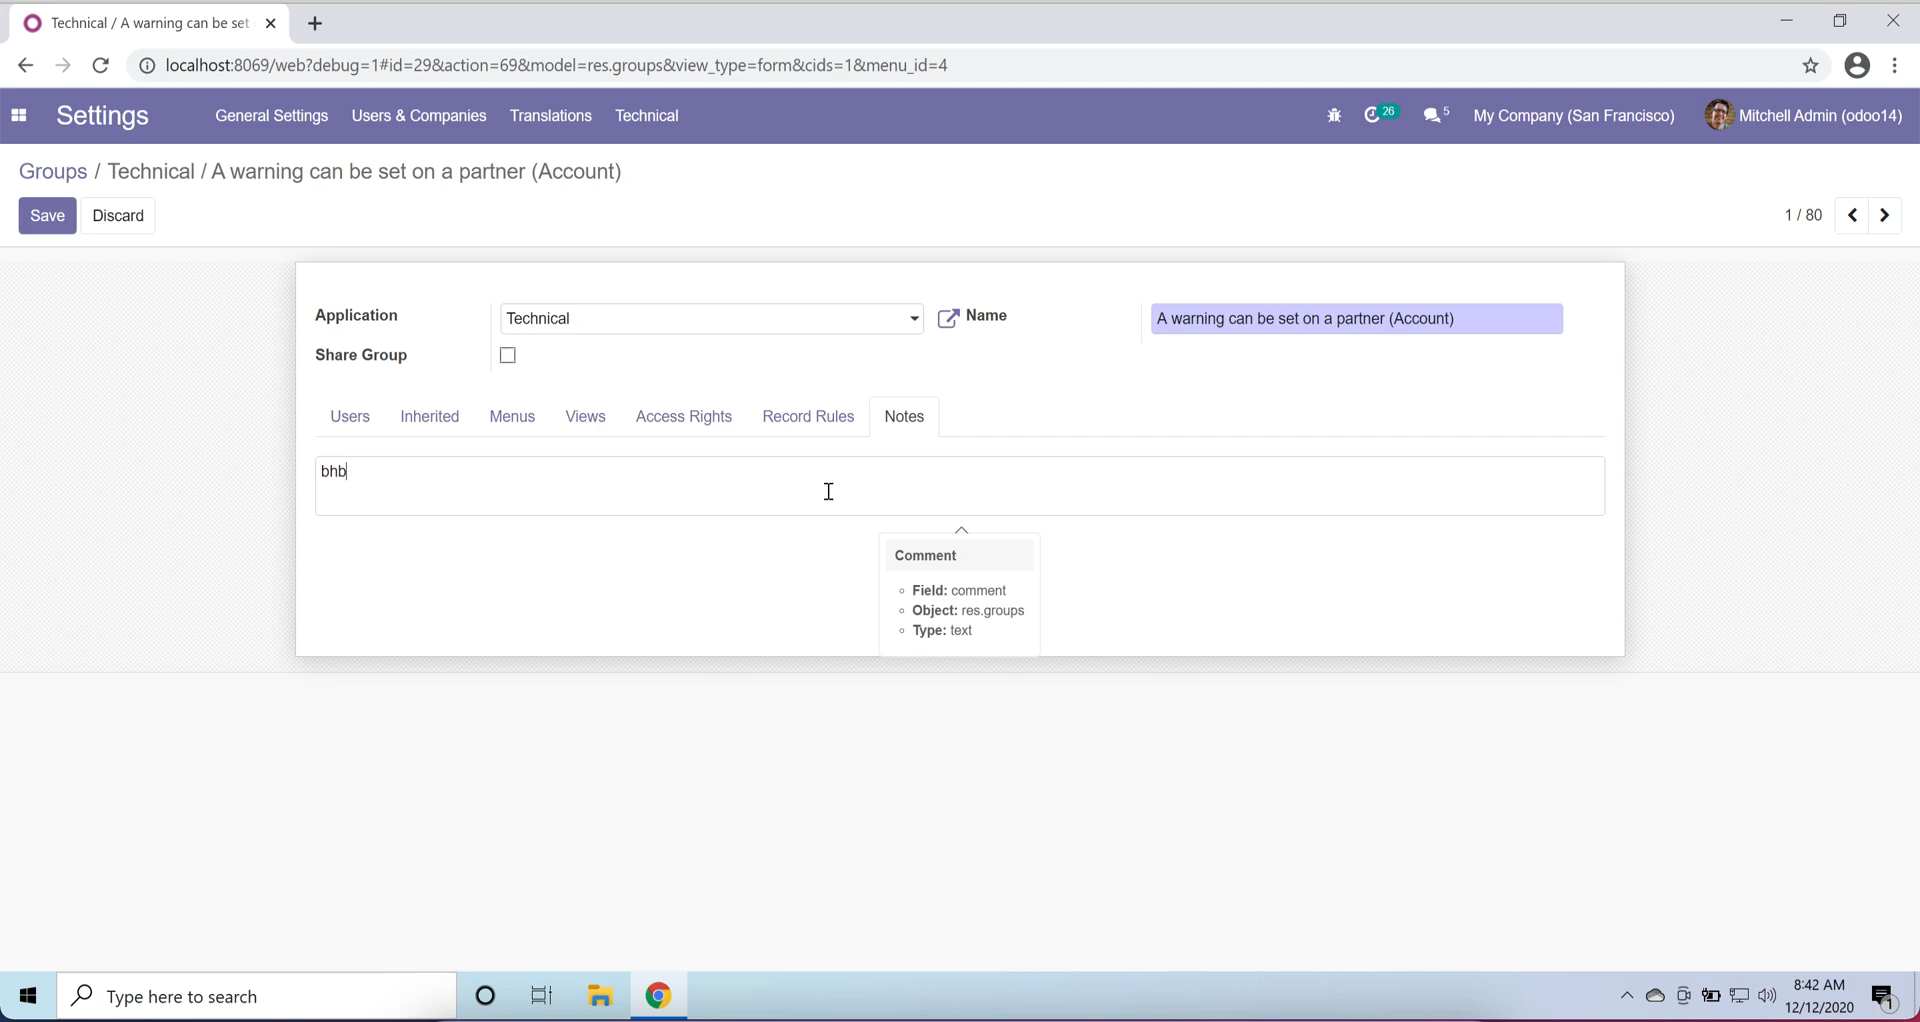 Technical / A warning can be set
localhost:8069/web?debug=1#id=29&action=69&model=res.groups&view_type=form&cids=1&menu_id=4
Settings
General Settings
Users & Companies
Translations
Technical
26
5
My Company (San Francisco)
Mitchell Admin (odoo14)
Groups / Technical / A warning can be set on a partner (Account)
Save
Discard
1 / 80
Application
Technical
Name
A warning can be set on a partner (Account)
Share Group
Users
Inherited
Menus
Views
Access Rights
Record Rules
Notes
bhb
Comment
Field: comment
Object: res.groups
Type: text
Type here to search
8:42 AM
12/12/2020
1